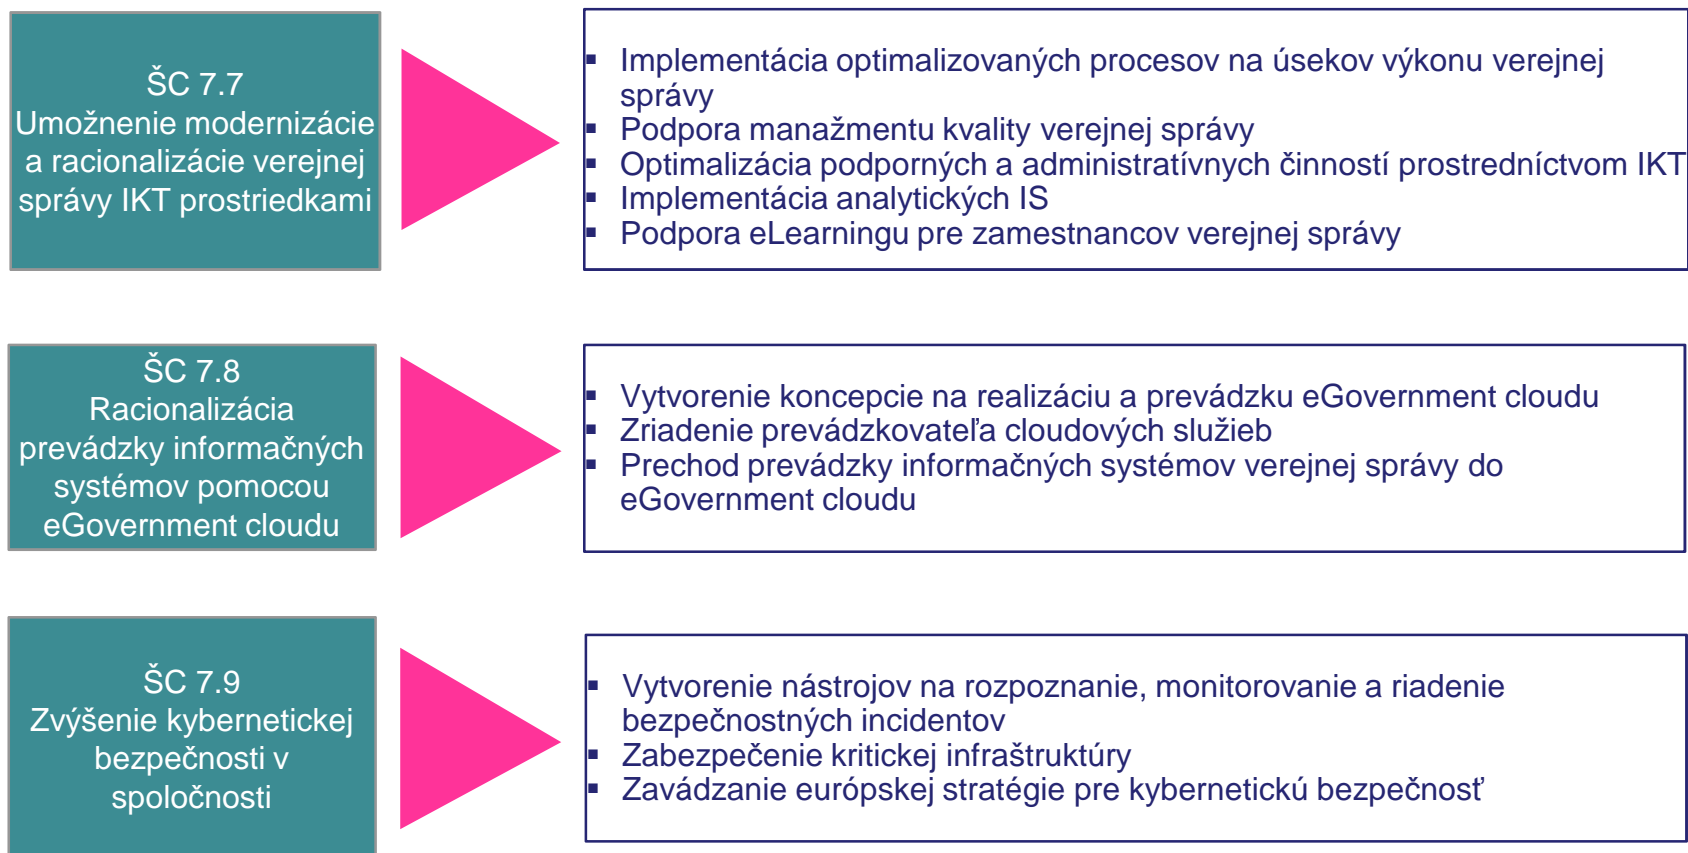 ŠC 7.7
Umožnenie modernizácie
a racionalizácie verejnej
správy IKT prostriedkami
▪ Implementácia optimalizovaných procesov na úsekov výkonu verejnej
správy
▪ Podpora manažmentu kvality verejnej správy
▪ Optimalizácia podporných a administratívnych činností prostredníctvom IKT
▪ Implementácia analytických IS
▪ Podpora eLearningu pre zamestnancov verejnej správy
ŠC 7.8
Racionalizácia
prevádzky informačných
systémov pomocou
eGovernment cloudu
▪ Vytvorenie koncepcie na realizáciu a prevádzku eGovernment cloudu
▪ Zriadenie prevádzkovateľa cloudových služieb
▪ Prechod prevádzky informačných systémov verejnej správy do
eGovernment cloudu
ŠC 7.9
Zvýšenie kybernetickej
bezpečnosti v
spoločnosti
▪ Vytvorenie nástrojov na rozpoznanie, monitorovanie a riadenie
bezpečnostných incidentov
▪ Zabezpečenie kritickej infraštruktúry
▪ Zavádzanie európskej stratégie pre kybernetickú bezpečnosť